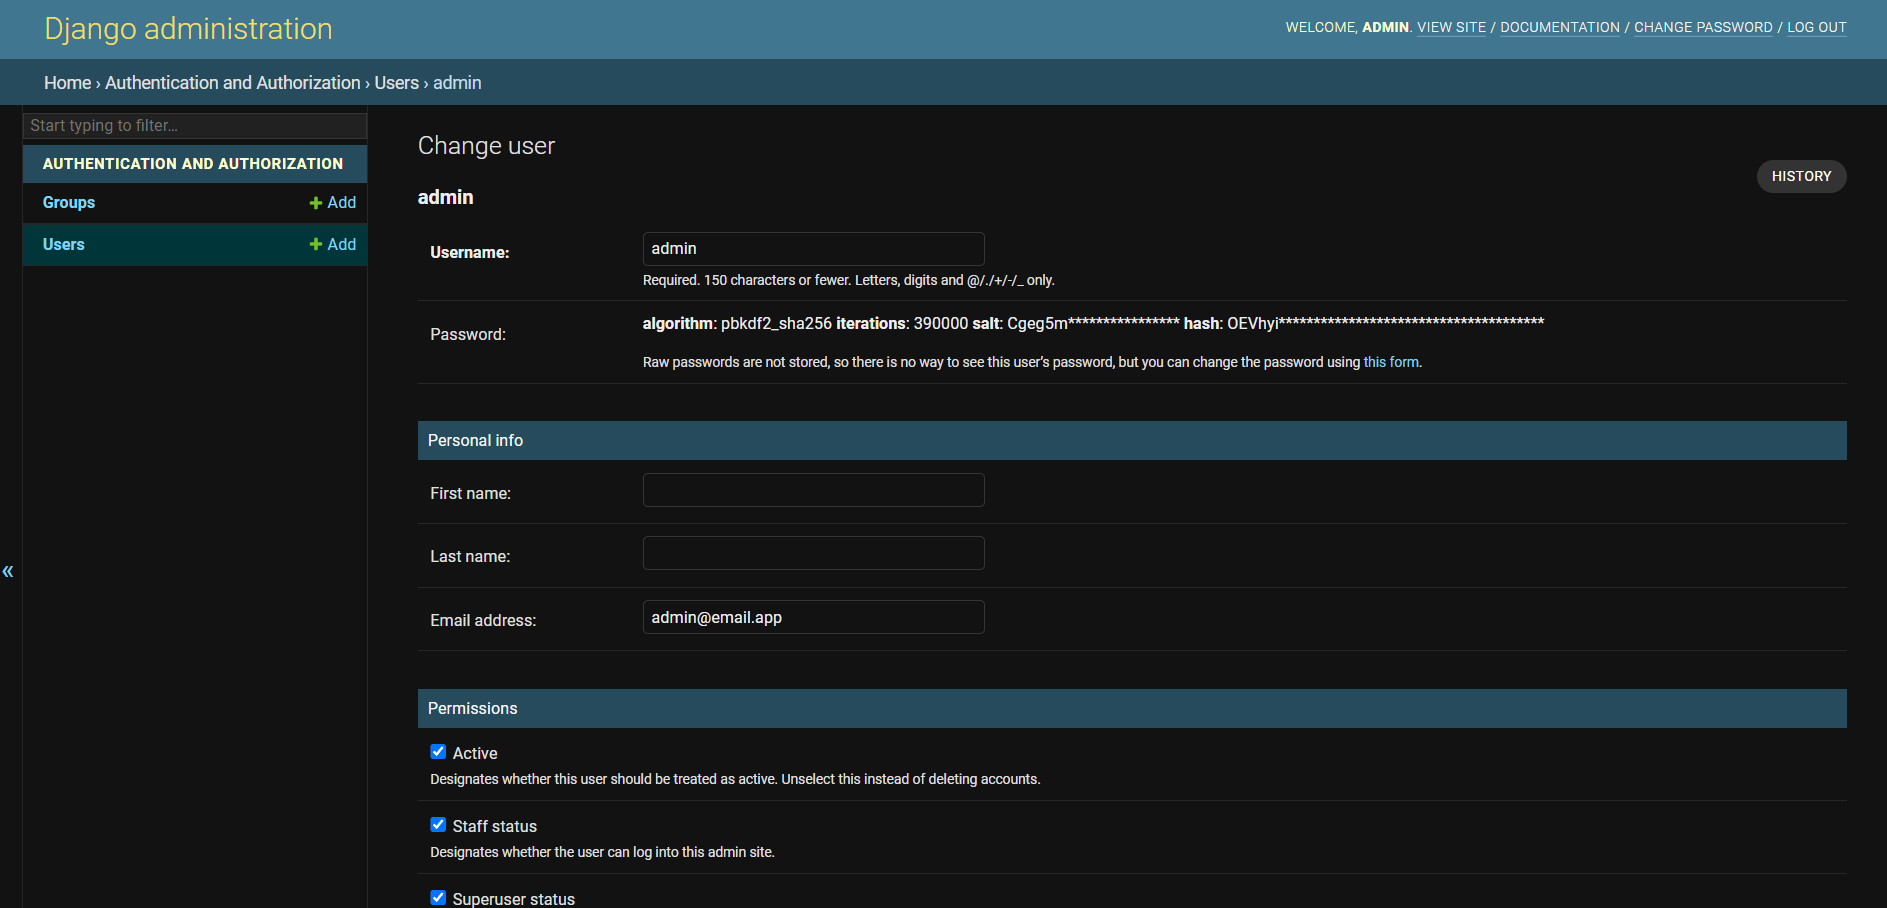 Django administration
WELCOME, ADMIN. VIEW SITE / DOCUMENTATION / CHANGE PASSWORD / LOG OUT
Home › Authentication and Authorization › Users › admin
Start typing to filter…
AUTHENTICATION AND AUTHORIZATION
Groups
Add
Users
Add
«
Change user
HISTORY
admin
Username:
admin
Required. 150 characters or fewer. Letters, digits and @/./+/-/_ only.
Password:
algorithm: pbkdf2_sha256 iterations: 390000 salt: Cgeg5m**************** hash: OEVhyi**************************************
Raw passwords are not stored, so there is no way to see this user’s password, but you can change the password using this form.
Personal info
First name:
Last name:
Email address:
admin@email.app
Permissions
Active
Designates whether this user should be treated as active. Unselect this instead of deleting accounts.
Staff status
Designates whether the user can log into this admin site.
Superuser status